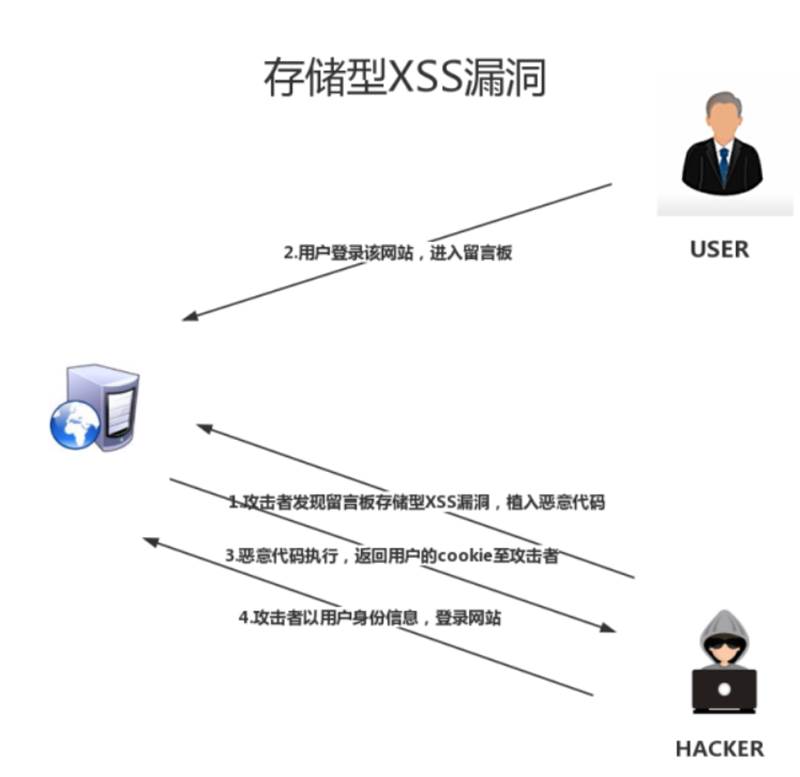 存储型XSS漏洞
USER
2.用户登录该网站，进入留言板
1.攻击者发现留言板存储型XSS漏洞，植入恶意代码
3.恶意代码执行，返回用户的cookie至攻击者
4.攻击者以用户身份信息，登录网站
HACKER